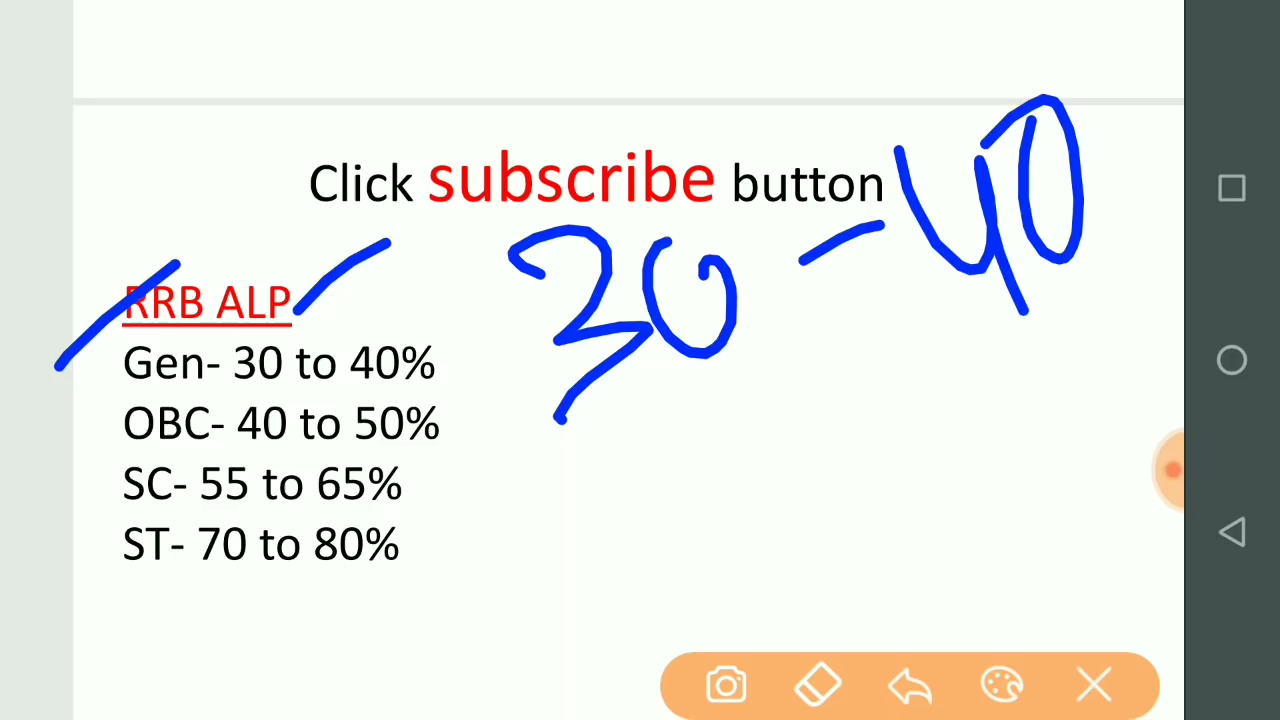 Click subscribe button
30 - 40
RRB ALP
Gen- 30 to 40%
OBC- 40 to 50%
SC- 55 to 65%
ST- 70 to 80%